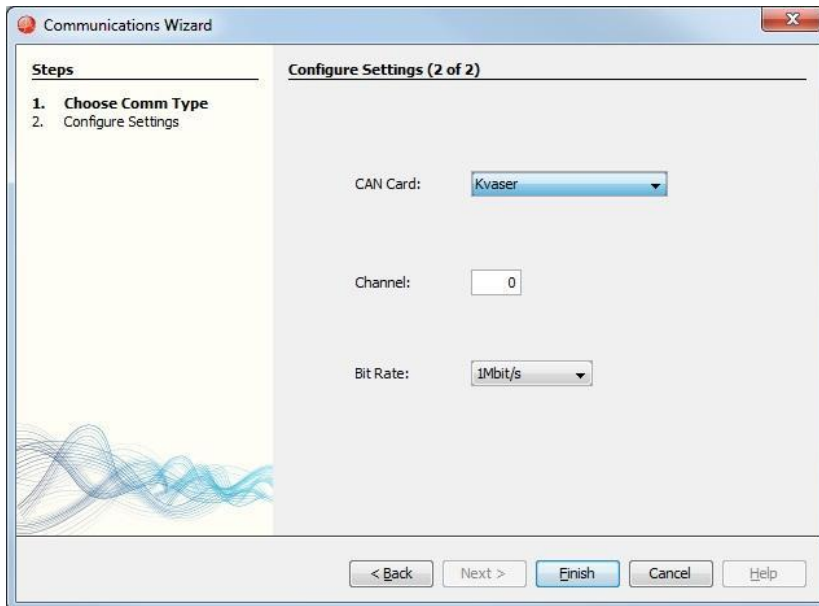 Communications Wizard
Steps
1. Choose Comm Type
2. Configure Settings
Configure Settings (2 of 2)
CAN Card: Kvaser
Channel: 0
Bit Rate: 1Mbit/s
< Back Next > Finish Cancel Help